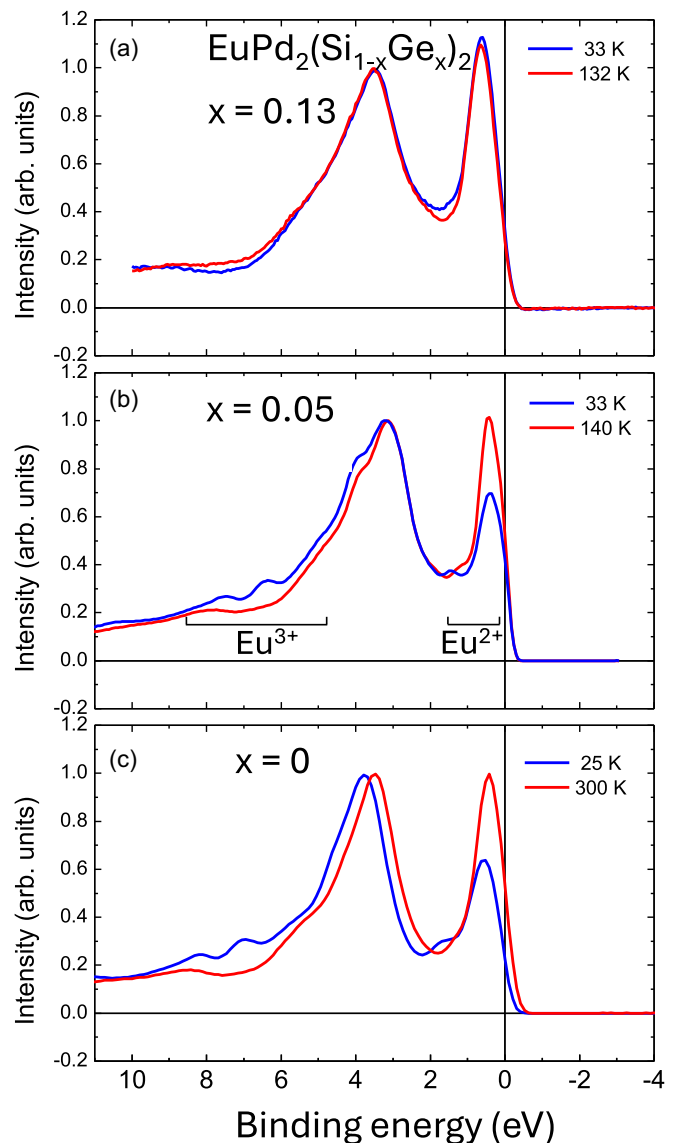 (a) EuPd₂(Si₁₋ₓGeₓ)₂
x = 0.13
33 K
132 K
1.2
1.0
0.8
0.6
0.4
0.2
0.0
-0.2
Intensity (arb. units)
(b) x = 0.05
33 K
140 K
1.2
1.0
0.8
0.6
0.4
0.2
0.0
-0.2
Intensity (arb. units)
Eu³⁺ Eu²⁺
(c) x = 0
25 K
300 K
1.2
1.0
0.8
0.6
0.4
0.2
0.0
-0.2
Intensity (arb. units)
10 8 6 4 2 0 -2 -4
Binding energy (eV)